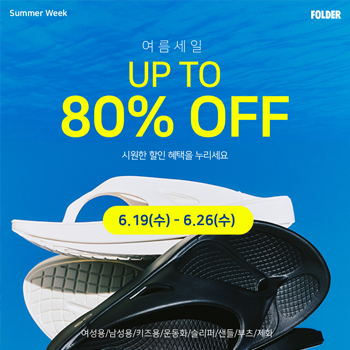 Summer Week
FOLDER
여름세일
UP TO
80% OFF
시원한 할인 혜택을 누리세요
6.19(수) - 6.26(수)
여성용/남성용/키즈용/운동화/슬리퍼/샌들/부츠/제화